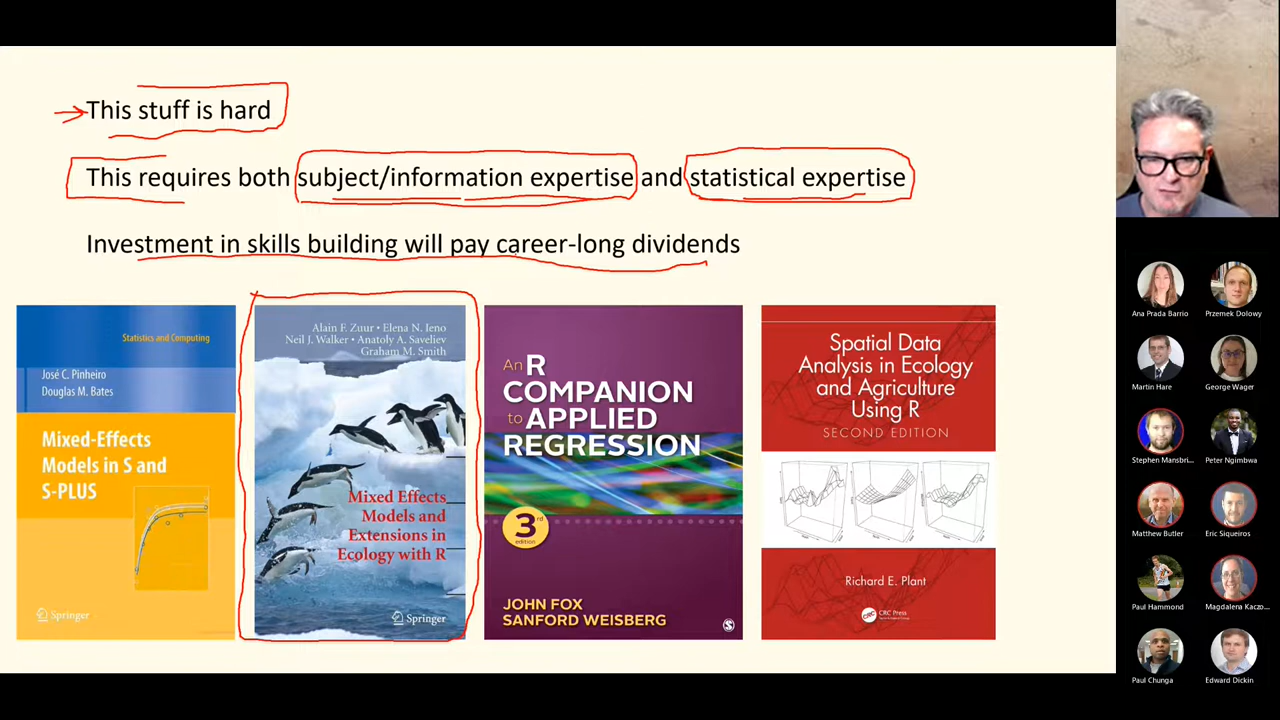 This stuff is hard
This requires both subject/information expertise and statistical expertise
Investment in skills building will pay career-long dividends
Statistics and Computing
José C. Pinheiro
Douglas M. Bates
Mixed-Effects
Models in S and
S-PLUS
Springer
Alain F. Zuur • Elena N. Ieno
Neil J. Walker • Anatoly A. Saveliev
Graham M. Smith
Mixed Effects
Models and
Extensions in
Ecology with R
Springer
An R
COMPANION
to APPLIED
REGRESSION
3rd
edition
JOHN FOX
SANFORD WEISBERG
Spatial Data
Analysis in Ecology
and Agriculture
Using R
SECOND EDITION
Richard E. Plant
CRC Press
Ana Prada Barrio
Przemek Dolowy
Martin Hare
George Wager
Stephen Mansbri...
Peter Ngimbwa
Matthew Butler
Eric Siqueiros
Paul Hammond
Magdalena Kaczo...
Paul Chunga
Edward Dickin